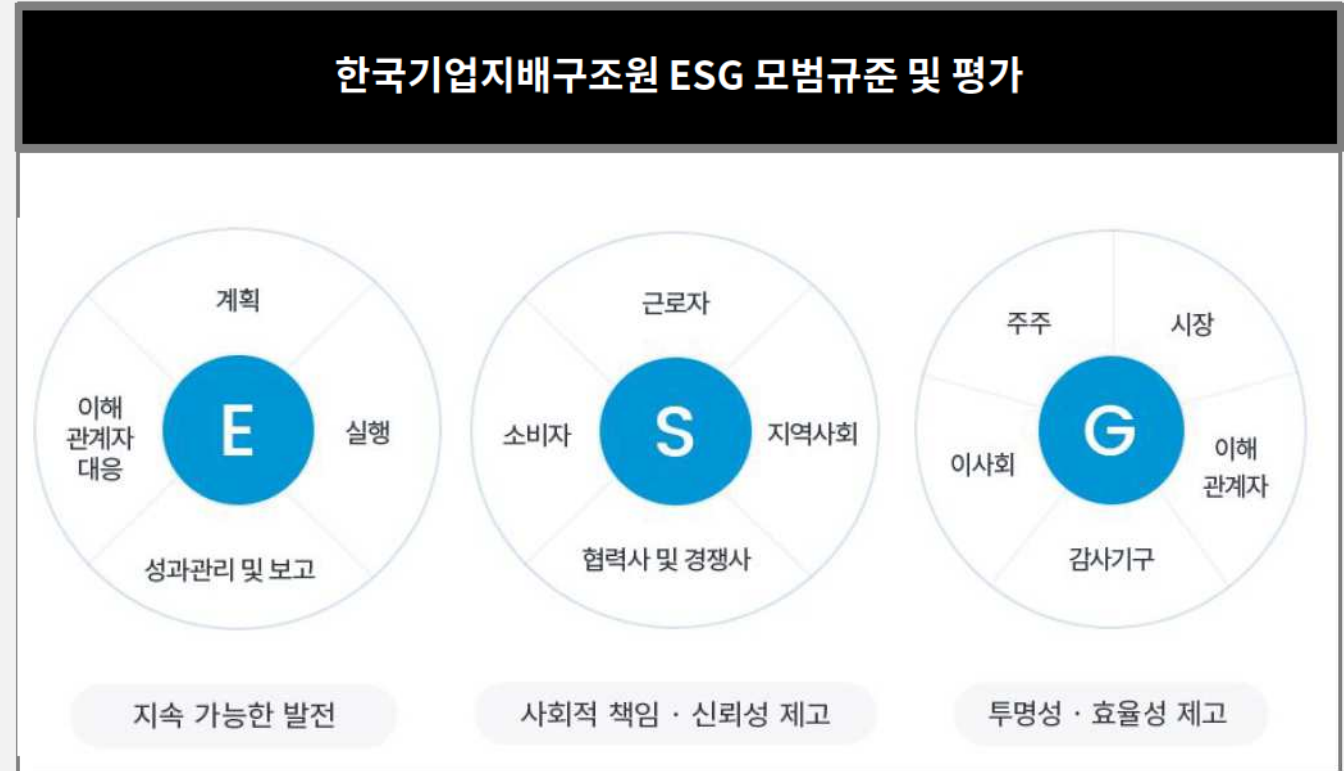 한국기업지배구조원 ESG 모범규준 및 평가
계획
이해
관계자
대응
E
실행
성과관리 및 보고
지속 가능한 발전
근로자
소비자
S
지역사회
협력사 및 경쟁사
사회적 책임 · 신뢰성 제고
주주
시장
이사회
G
이해
관계자
감사기구
투명성 · 효율성 제고